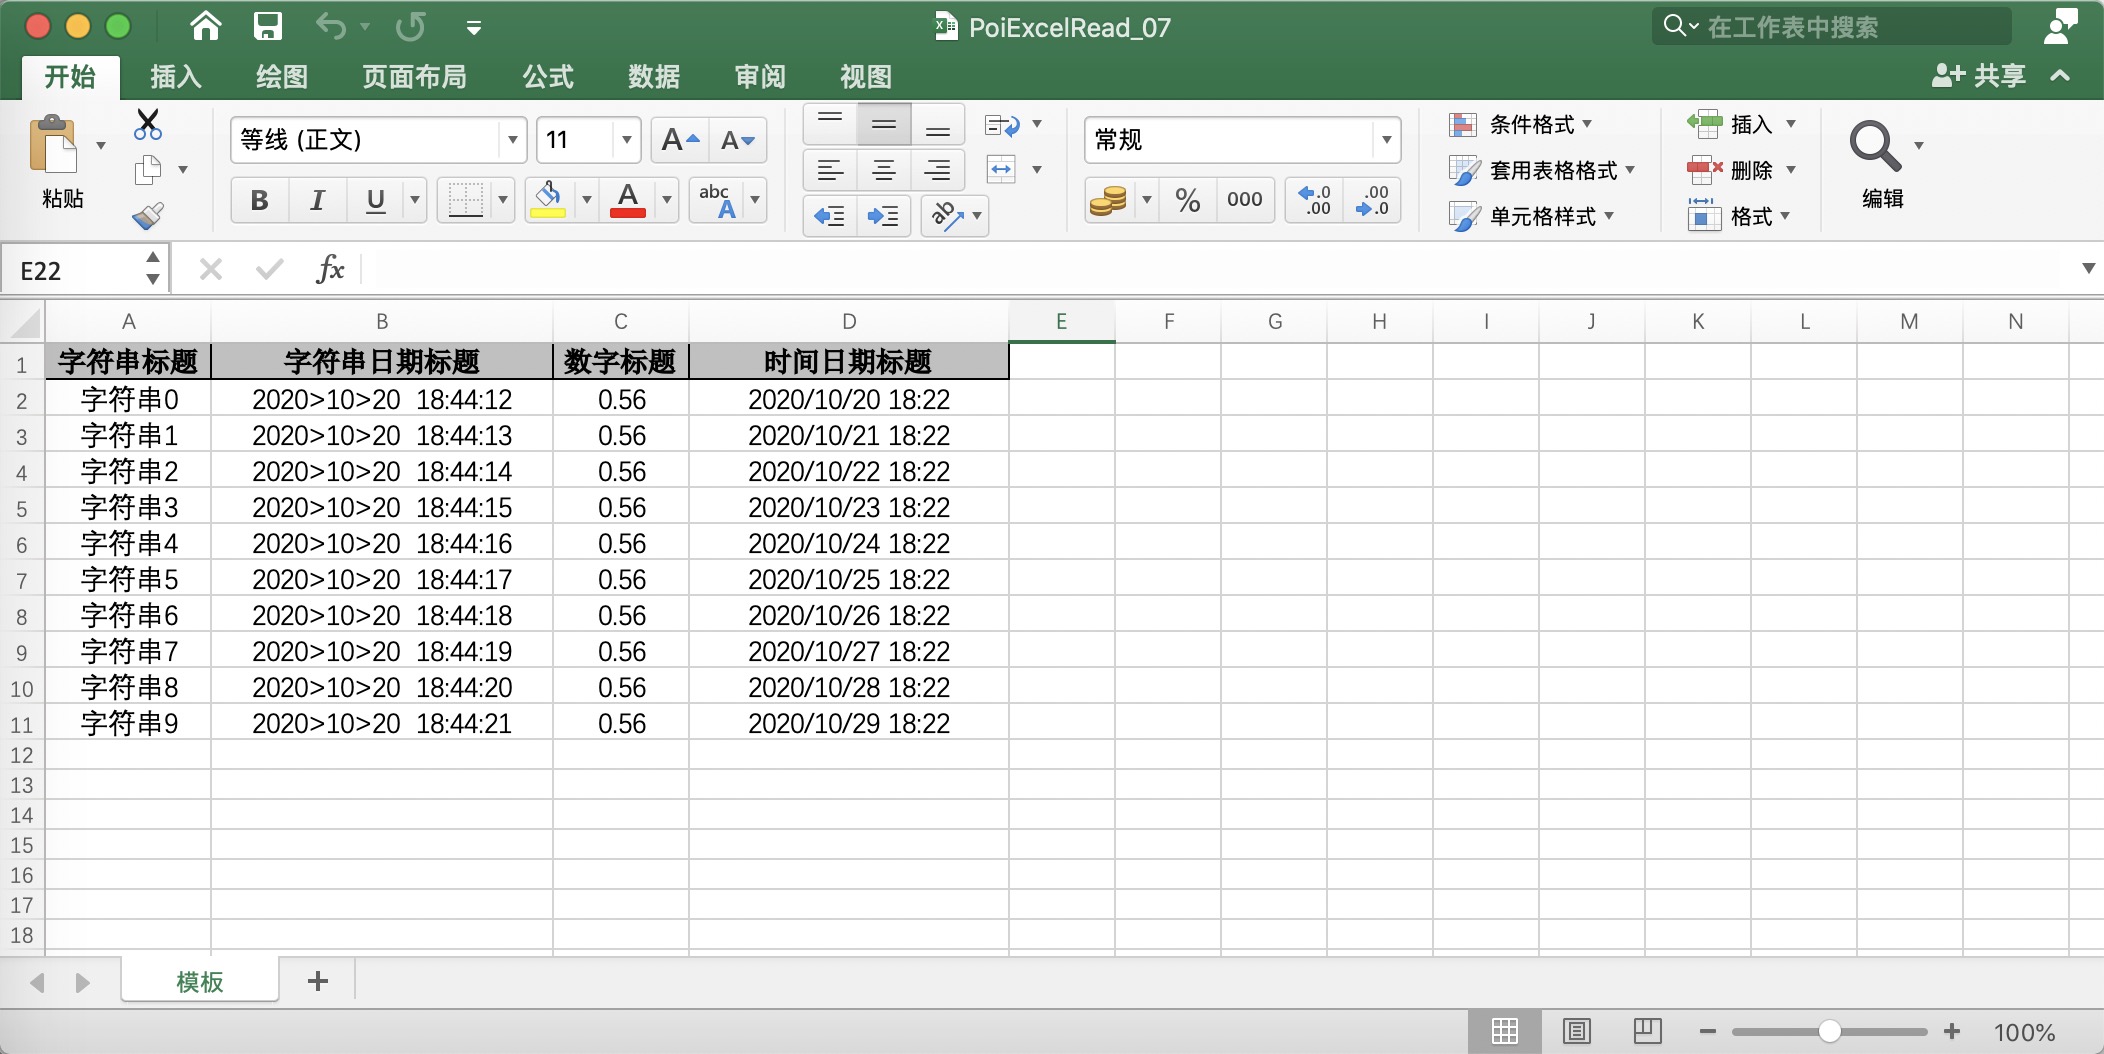 PoiExcelRead_07
在工作表中搜索
开始 插入 绘图 页面布局 公式 数据 审阅 视图 共享
粘贴
等线 (正文) 11 A A
B I U A abc A
ab
常规
% 000 .0 .00 .00 .0
条件格式
套用表格格式
单元格样式
插入
删除
格式
编辑
E22 fx
A B C D E F G H I J K L M N
1 字符串标题 字符串日期标题 数字标题 时间日期标题
2 字符串0 2020>10>20  18:44:12 0.56 2020/10/20 18:22
3 字符串1 2020>10>20  18:44:13 0.56 2020/10/21 18:22
4 字符串2 2020>10>20  18:44:14 0.56 2020/10/22 18:22
5 字符串3 2020>10>20  18:44:15 0.56 2020/10/23 18:22
6 字符串4 2020>10>20  18:44:16 0.56 2020/10/24 18:22
7 字符串5 2020>10>20  18:44:17 0.56 2020/10/25 18:22
8 字符串6 2020>10>20  18:44:18 0.56 2020/10/26 18:22
9 字符串7 2020>10>20  18:44:19 0.56 2020/10/27 18:22
10 字符串8 2020>10>20  18:44:20 0.56 2020/10/28 18:22
11 字符串9 2020>10>20  18:44:21 0.56 2020/10/29 18:22
12
13
14
15
16
17
18
模板 +
100%